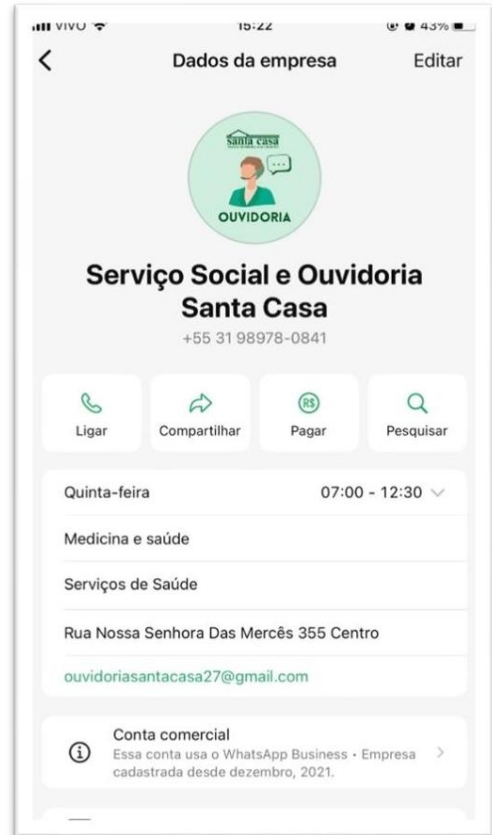 VIVO 15:22 43%
Dados da empresa Editar
santa casa
OUVIDORIA
Serviço Social e Ouvidoria
Santa Casa
+55 31 98978-0841
R$
Ligar Compartilhar Pagar Pesquisar
Quinta-feira 07:00 - 12:30
Medicina e saúde
Serviços de Saúde
Rua Nossa Senhora Das Mercês 355 Centro
ouvidoriasantacasa27@gmail.com
Conta comercial
Essa conta usa o WhatsApp Business • Empresa
cadastrada desde dezembro, 2021.